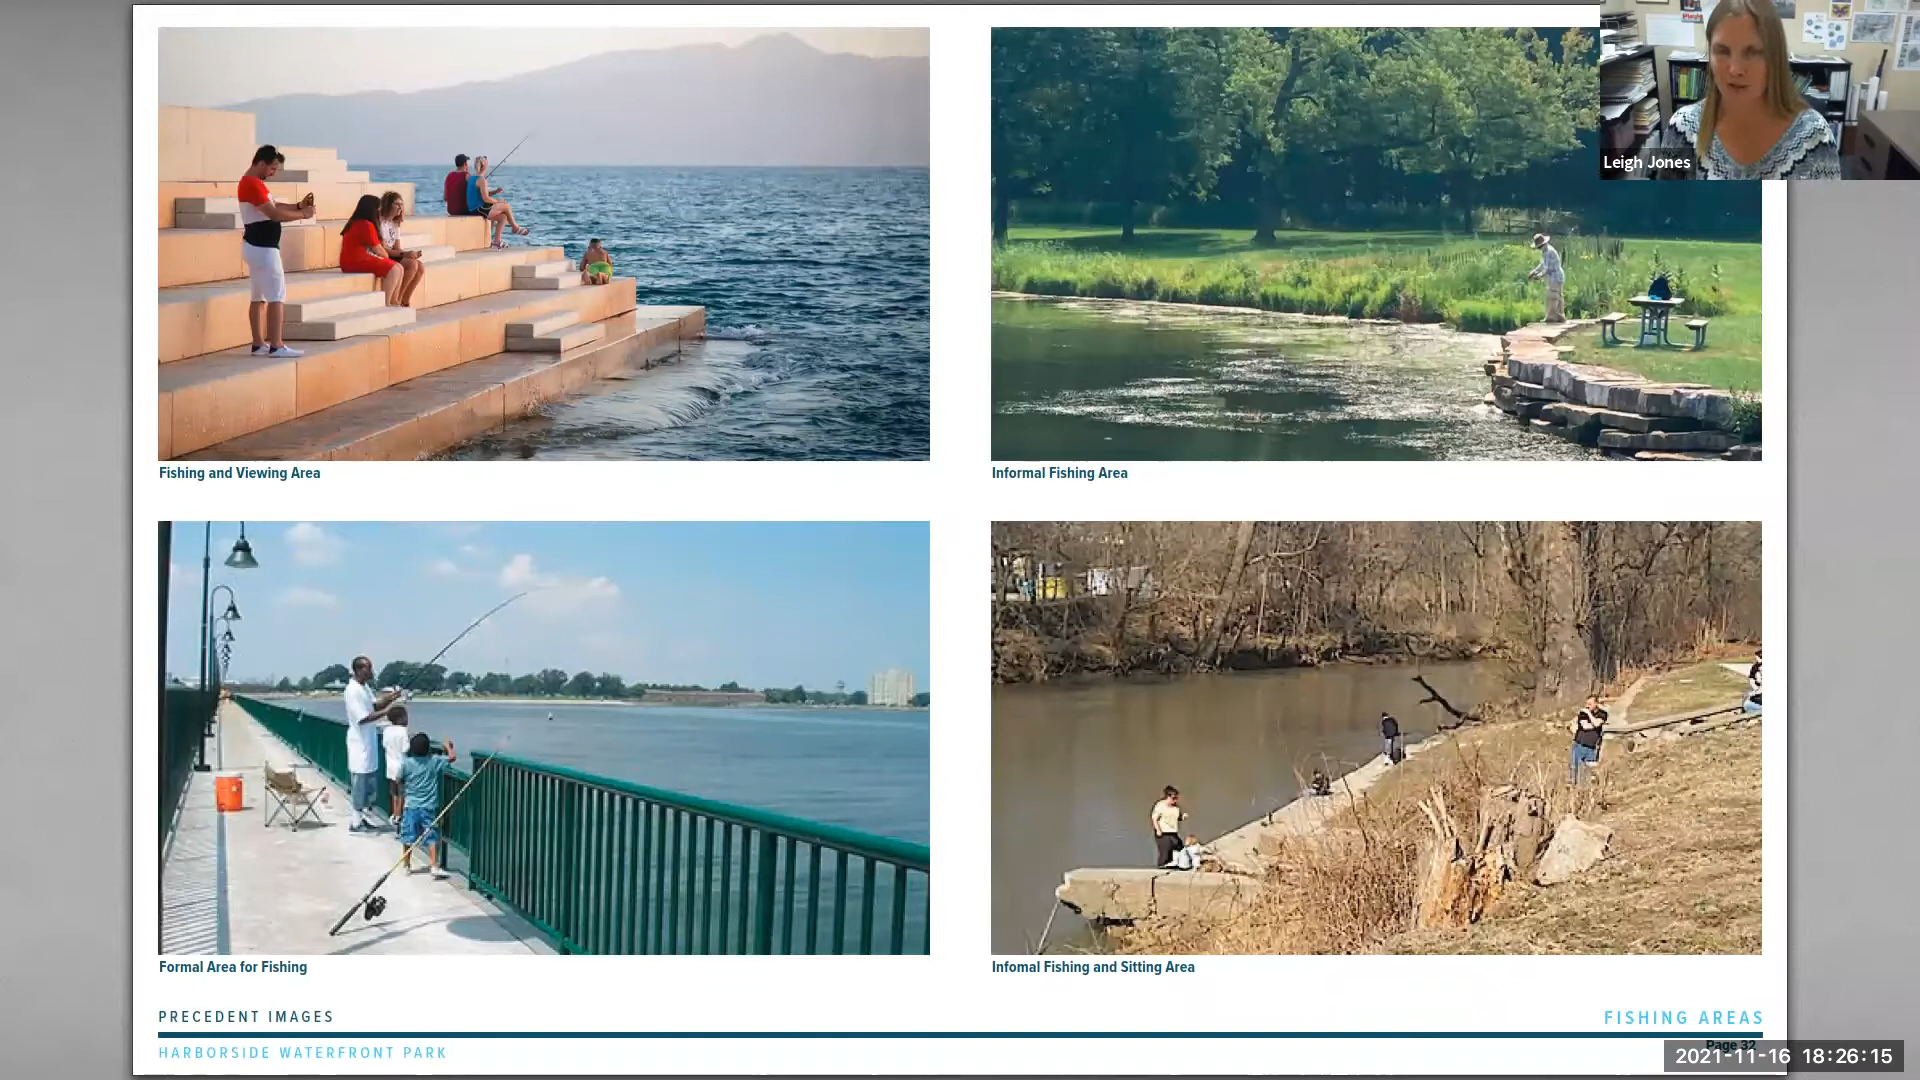 Leigh Jones
Fishing and Viewing Area
Informal Fishing Area
Formal Area for Fishing
Infomal Fishing and Sitting Area
PRECEDENT IMAGES
FISHING AREAS
HARBORSIDE WATERFRONT PARK
Page 32
2021-11-16 18:26:15